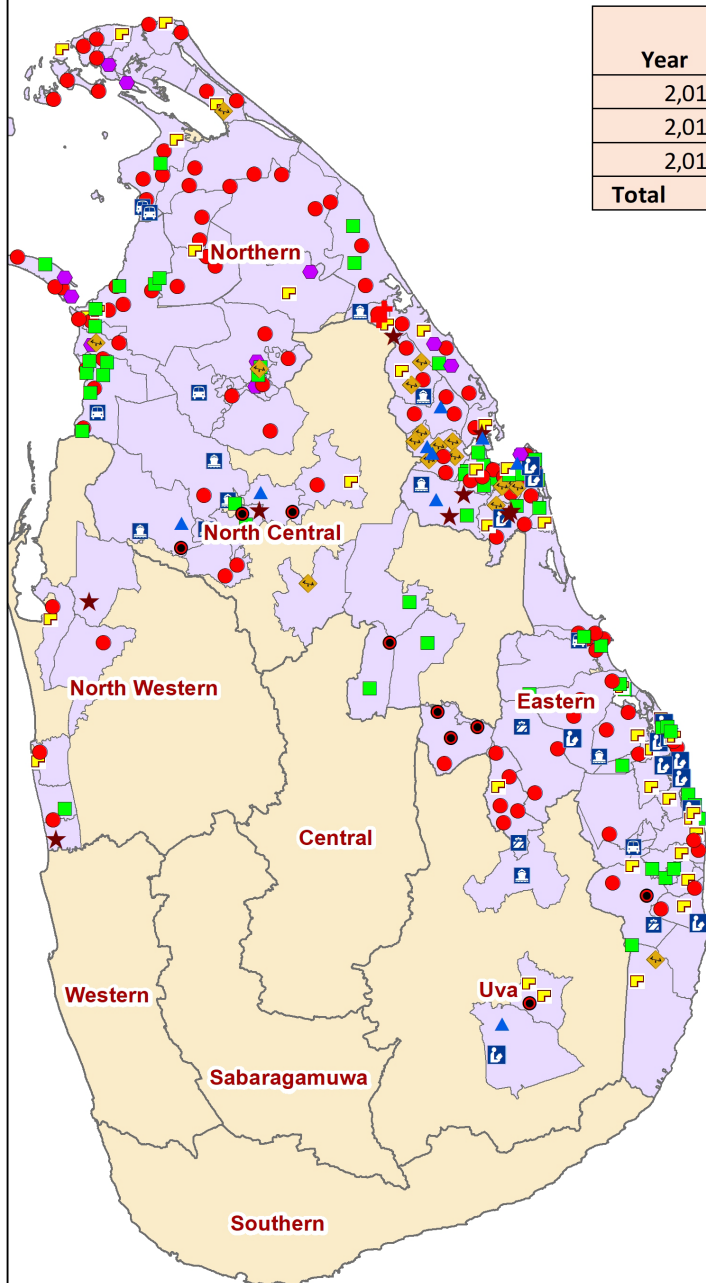 Year
2,01
2,01
2,01
Total
Northern
North Central
North Western
Eastern
Central
Western
Uva
Sabaragamuwa
Southern